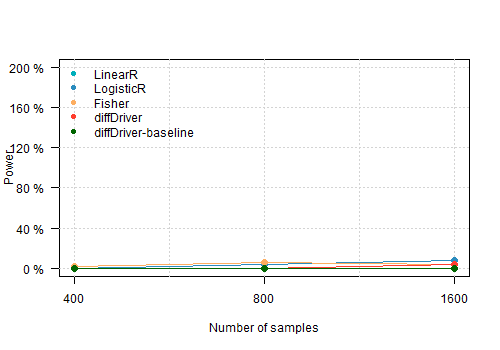 200 %
160 %
120 %
80 %
40 %
0 %
Power
LinearR
LogisticR
Fisher
diffDriver
diffDriver-baseline
400
800
1600
Number of samples